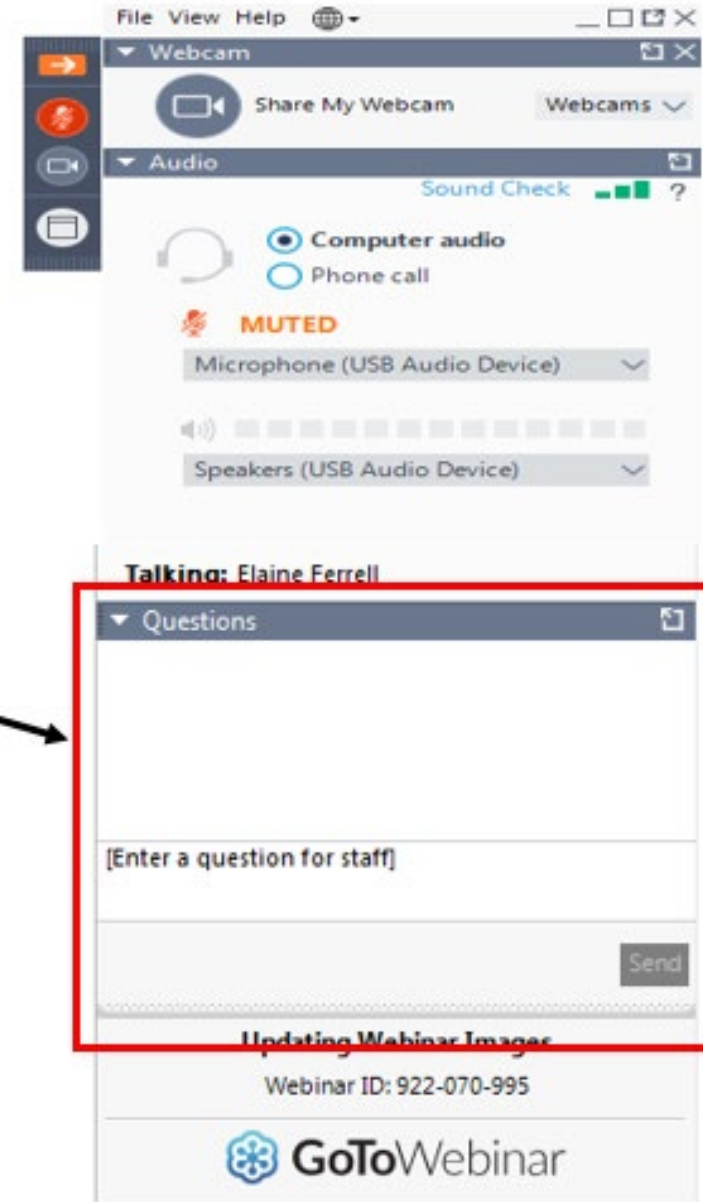 File View Help
Webcam
Share My Webcam Webcams
Audio
Sound Check ?
Computer audio
Phone call
MUTED
Microphone (USB Audio Device)
Speakers (USB Audio Device)
Talking: Elaine Ferrell
Questions
[Enter a question for staff]
Send
Updating Webinar Images
Webinar ID: 922-070-995
GoToWebinar